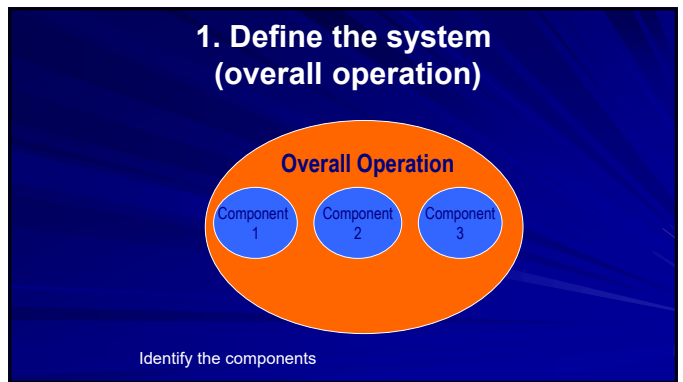 1. Define the system
(overall operation)
Overall Operation
Component
1
Component
2
Component
3
Identify the components